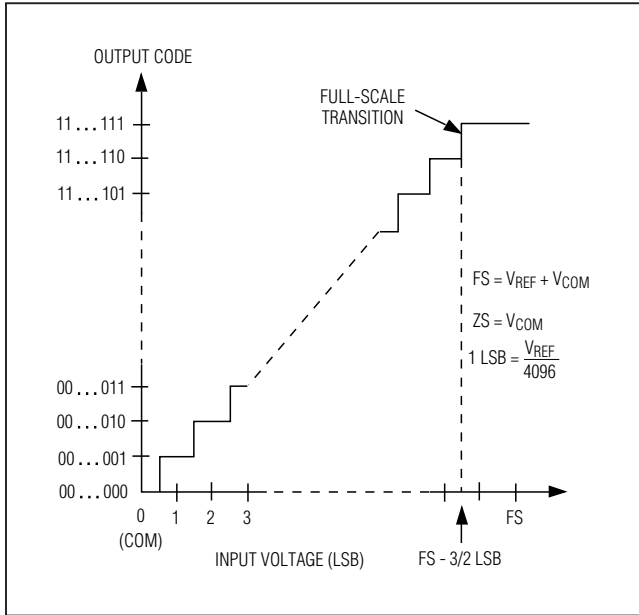 OUTPUT CODE
FULL-SCALE
TRANSITION
11 . . . 111
11 . . . 110
11 . . . 101
FS = VREF + VCOM
ZS = VCOM
1 LSB = VREF
4096
00 . . . 011
00 . . . 010
00 . . . 001
00 . . . 000
0 1 2 3 FS
(COM)
INPUT VOLTAGE (LSB) FS - 3/2 LSB